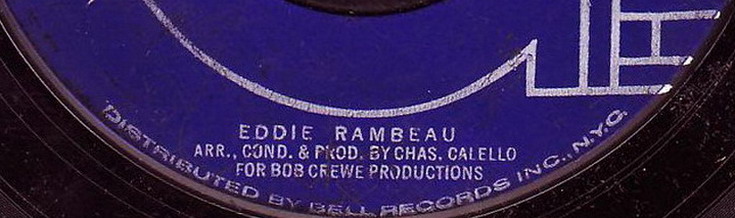 EDDIE RAMBEAU
ARR., COND. & PROD. BY CHAS. CALELLO
FOR BOB CREWE PRODUCTIONS
DISTRIBUTED BY BELL RECORDS INC., N.Y.C.